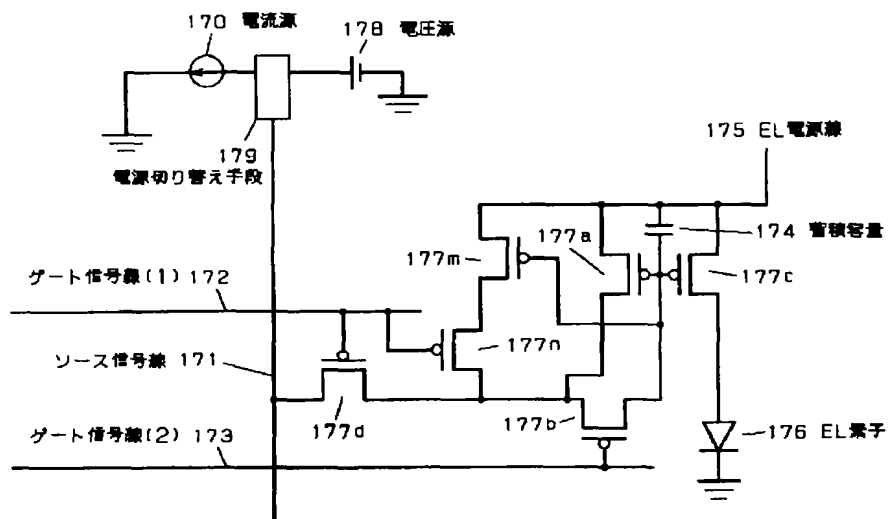 170 電流源
178 電圧源
179
電源切り替え手段
175 EL電源線
174 蓄積容量
177a
177m
177c
ゲート信号線(1) 172
177n
ソース信号線 171
177d
177b
176 EL素子
ゲート信号線(2) 173